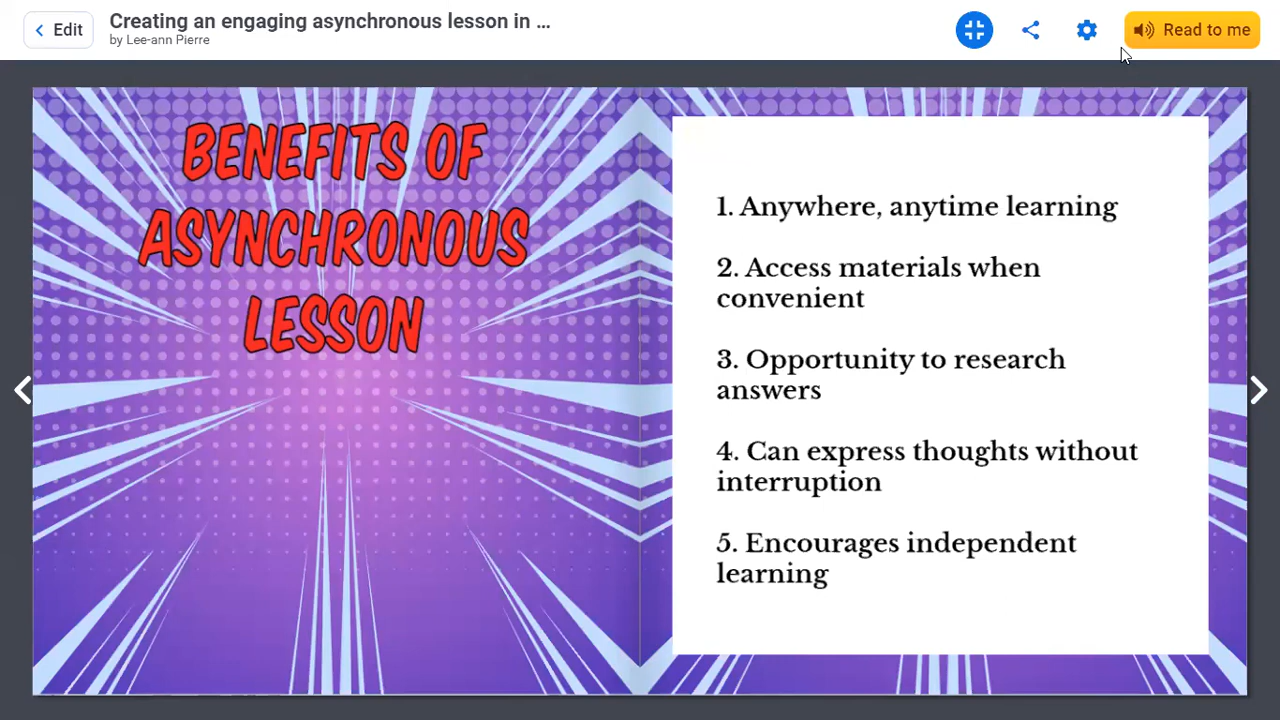 Edit
Creating an engaging asynchronous lesson in ...
by Lee-ann Pierre
Read to me
BENEFITS OF
ASYNCHRONOUS
LESSON
1. Anywhere, anytime learning
2. Access materials when
convenient
3. Opportunity to research
answers
4. Can express thoughts without
interruption
5. Encourages independent
learning